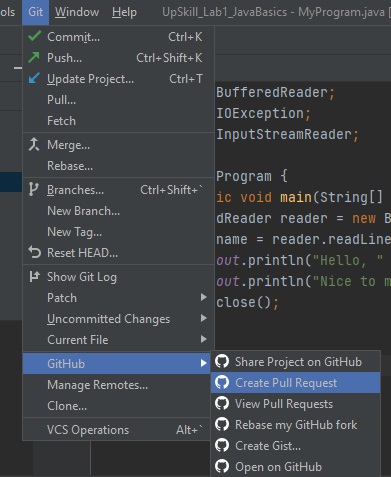 ols Git Window Help UpSkill_Lab1_JavaBasics - MyProgram.java [
Commit... Ctrl+K
Push... Ctrl+Shift+K
Update Project... Ctrl+T
Pull...
Fetch
Merge...
Rebase...
Branches... Ctrl+Shift+`
New Branch...
New Tag...
Reset HEAD...
Show Git Log
Patch
Uncommitted Changes
Current File
GitHub
Manage Remotes...
Clone...
VCS Operations Alt+`
BufferedReader;
IOException;
InputStreamReader;
Program {
ic void main(String[]
dReader reader = new B
name = reader.readLine
out.println("Hello, "
out.println("Nice to m
close();
Share Project on GitHub
Create Pull Request
View Pull Requests
Rebase my GitHub fork
Create Gist...
Open on GitHub